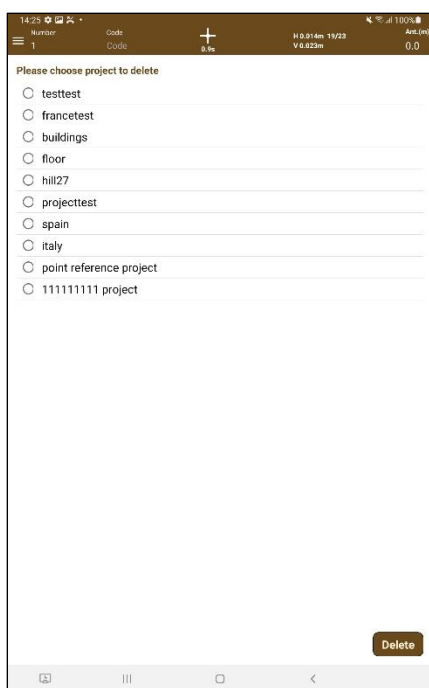 14:25 100%
Number Code H 0.014m 19/23 Ant.(m)
1 Code 0.9s V 0.023m 0.0
Please choose project to delete
testtest
francetest
buildings
floor
hill27
projecttest
spain
italy
point reference project
111111111 project
Delete